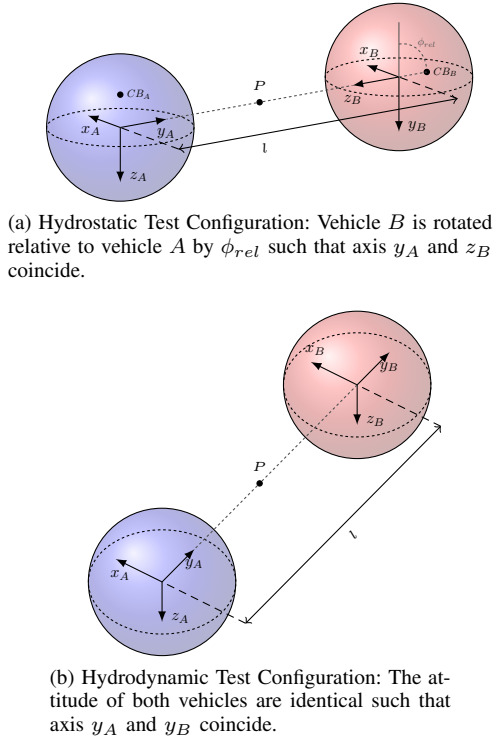 CB_A
x_A
y_A
z_A
P
l
ϕ_rel
x_B
CB_B
z_B
y_B
(a) Hydrostatic Test Configuration: Vehicle B is rotated
relative to vehicle A by ϕ_rel such that axis y_A and z_B
coincide.
x_B
y_B
z_B
P
l
x_A
y_A
z_A
(b) Hydrodynamic Test Configuration: The at-
titude of both vehicles are identical such that
axis y_A and y_B coincide.